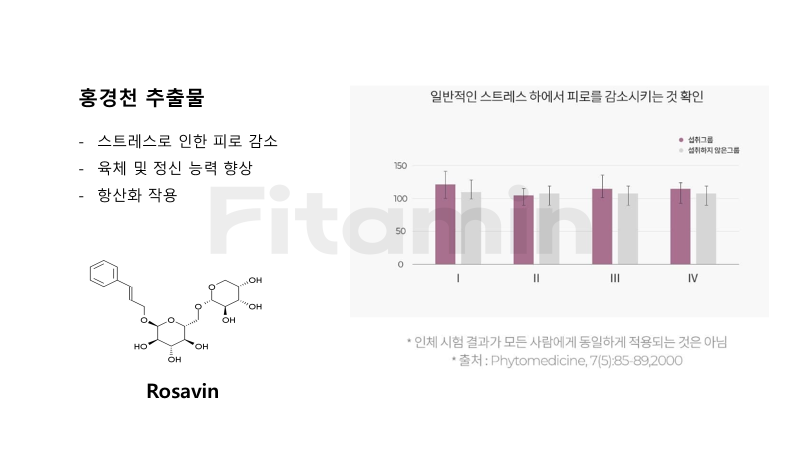 홍경천 추출물
- 스트레스로 인한 피로 감소
- 육체 및 정신 능력 향상
- 항산화 작용
OH
O
O
OH
O
OH
O
O
HO
OH
OH
Rosavin
일반적인 스트레스 하에서 피로를 감소시키는 것 확인
섭취그룹
섭취하지 않은그룹
150
100
50
0
I II III IV
Fitamin
* 인체 시험 결과가 모든 사람에게 동일하게 적용되는 것은 아님
* 출처 : Phytomedicine, 7(5):85-89,2000